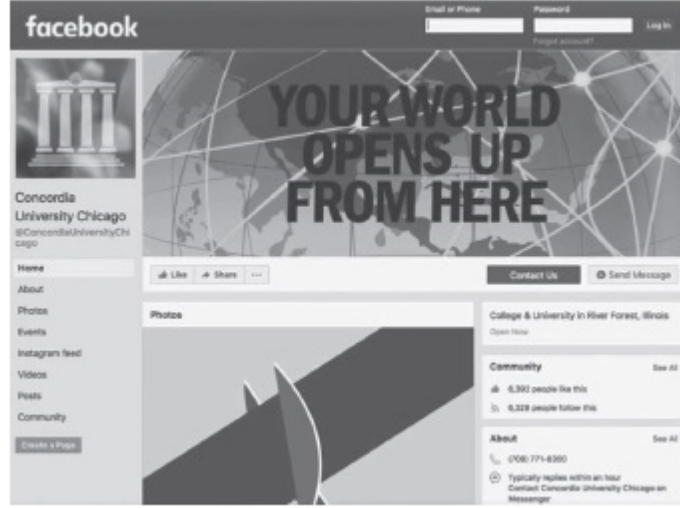 facebook
Email or Phone
Password
Log In
Forgot account?
YOUR WORLD
OPENS UP
FROM HERE
Concordia
University Chicago
@ConcordiaUniversityChi
cago
Home
About
Photos
Events
Instagram feed
Videos
Posts
Community
Create a Page
Like
Share
Contact Us
Send Message
Photos
College & University in River Forest, Illinois
Open Now
Community
See All
6,392 people like this
6,328 people follow this
About
See All
(708) 771-8300
Typically replies within an hour
Contact Concordia University Chicago on
Messenger